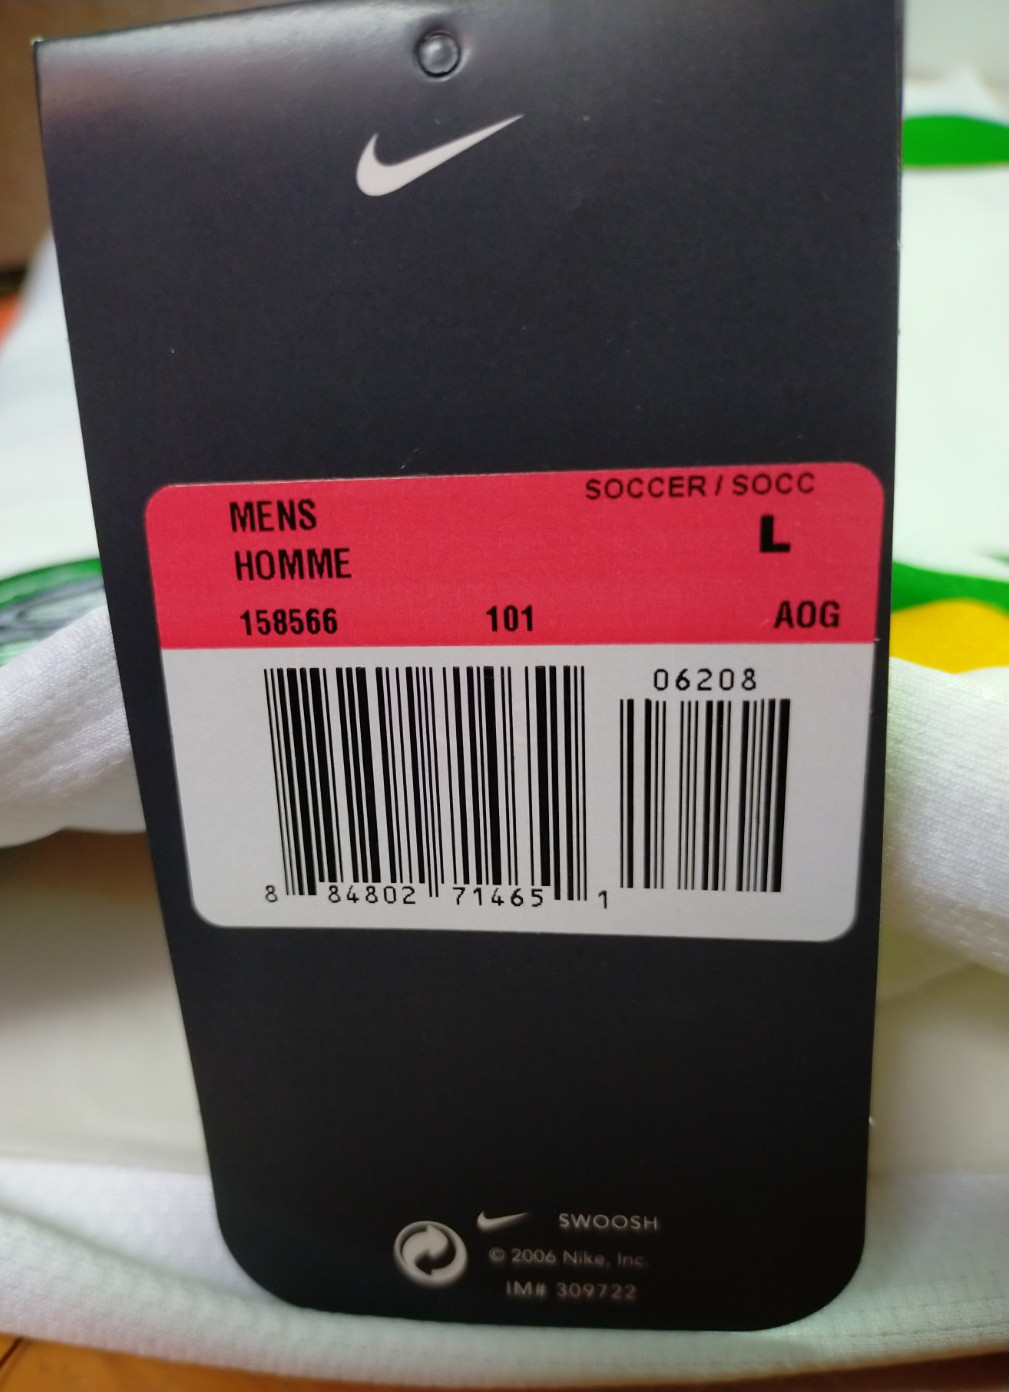 SOCCER / SOCC
MENS
L
HOMME
158566 101 AOG
06208
8 84802 71465 1
SWOOSH
© 2006 Nike, Inc.
IM# 309722